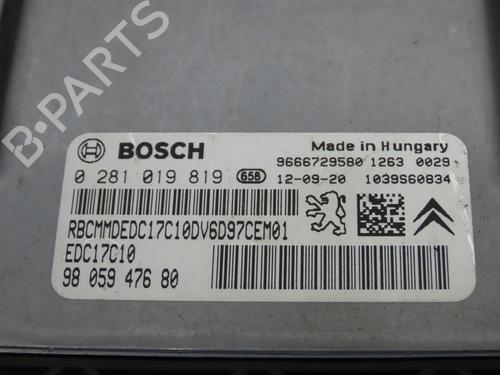 B-PARTS
BOSCH
Made in Hungary
9666729580 1263 0029
0 281 019 819 658 12-09-20 1039S60834
RBCMMDEDC17C10DV6D97CEM01
EDC17C10
98 059 476 80